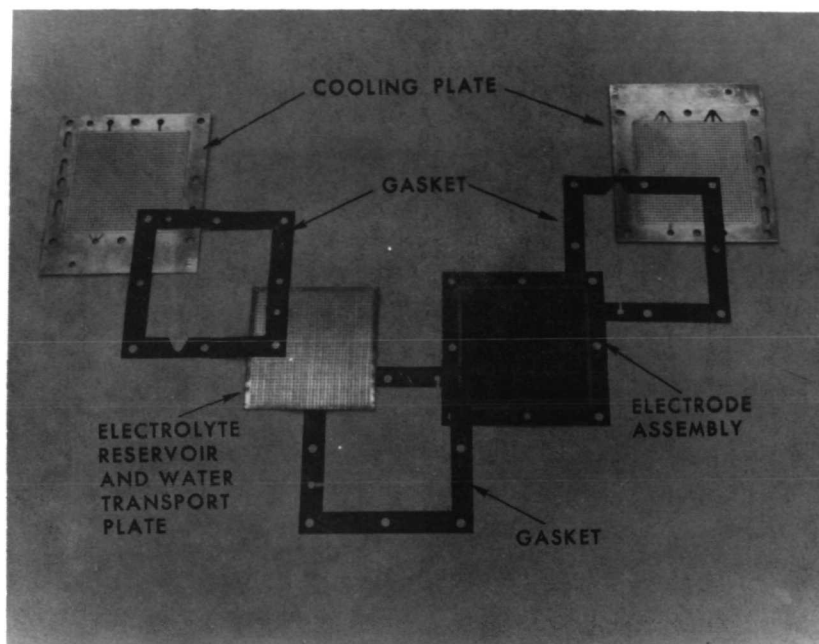 COOLING PLATE
GASKET
ELECTROLYTE
RESERVOIR
AND WATER
TRANSPORT
PLATE
ELECTRODE
ASSEMBLY
GASKET